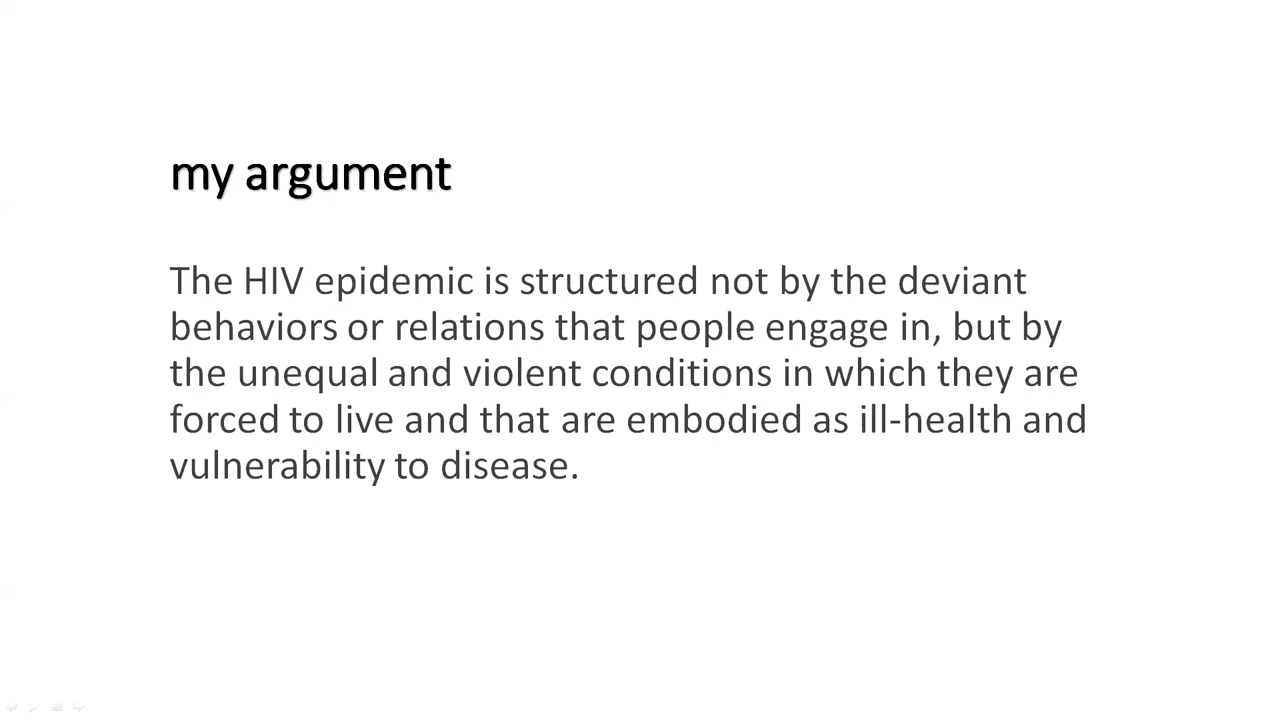 my argument
The HIV epidemic is structured not by the deviant
behaviors or relations that people engage in, but by
the unequal and violent conditions in which they are
forced to live and that are embodied as ill-health and
vulnerability to disease.